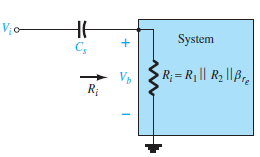 V_i
C_s
+
System
R_i
V_b
R_i = R_1 || R_2 || βr_e
−